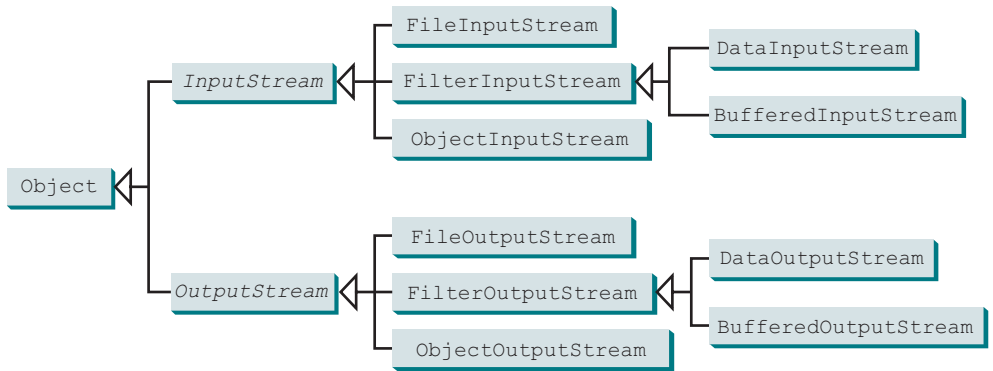 FileInputStream
DataInputStream
InputStream
FilterInputStream
BufferedInputStream
ObjectInputStream
Object
FileOutputStream
DataOutputStream
OutputStream
FilterOutputStream
BufferedOutputStream
ObjectOutputStream